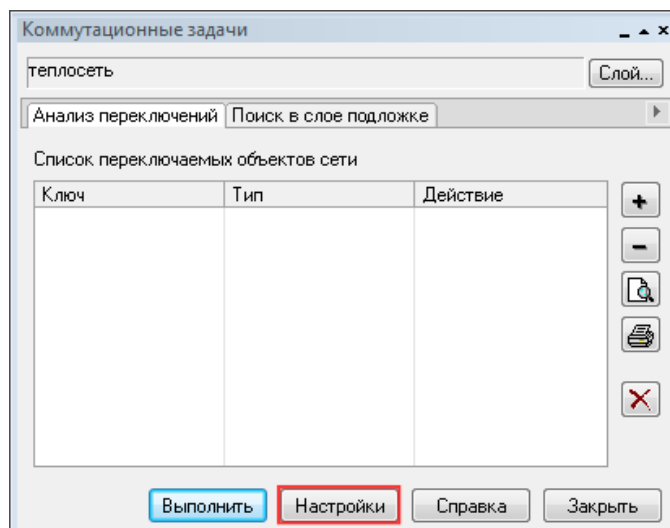 Коммутационные задачи
теплосеть Слой...
Анализ переключений Поиск в слое подложке
Список переключаемых объектов сети
Ключ Тип Действие
Выполнить Настройки Справка Закрыть